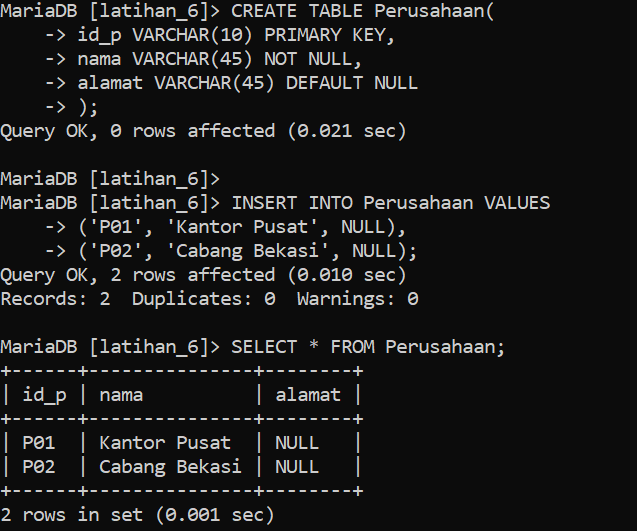 MariaDB [latihan_6]> CREATE TABLE Perusahaan(
    -> id_p VARCHAR(10) PRIMARY KEY,
    -> nama VARCHAR(45) NOT NULL,
    -> alamat VARCHAR(45) DEFAULT NULL
    -> );
Query OK, 0 rows affected (0.021 sec)

MariaDB [latihan_6]>
MariaDB [latihan_6]> INSERT INTO Perusahaan VALUES
    -> ('P01', 'Kantor Pusat', NULL),
    -> ('P02', 'Cabang Bekasi', NULL);
Query OK, 2 rows affected (0.010 sec)
Records: 2  Duplicates: 0  Warnings: 0

MariaDB [latihan_6]> SELECT * FROM Perusahaan;
+------+---------------+--------+
| id_p | nama          | alamat |
+------+---------------+--------+
| P01  | Kantor Pusat  | NULL   |
| P02  | Cabang Bekasi | NULL   |
+------+---------------+--------+
2 rows in set (0.001 sec)